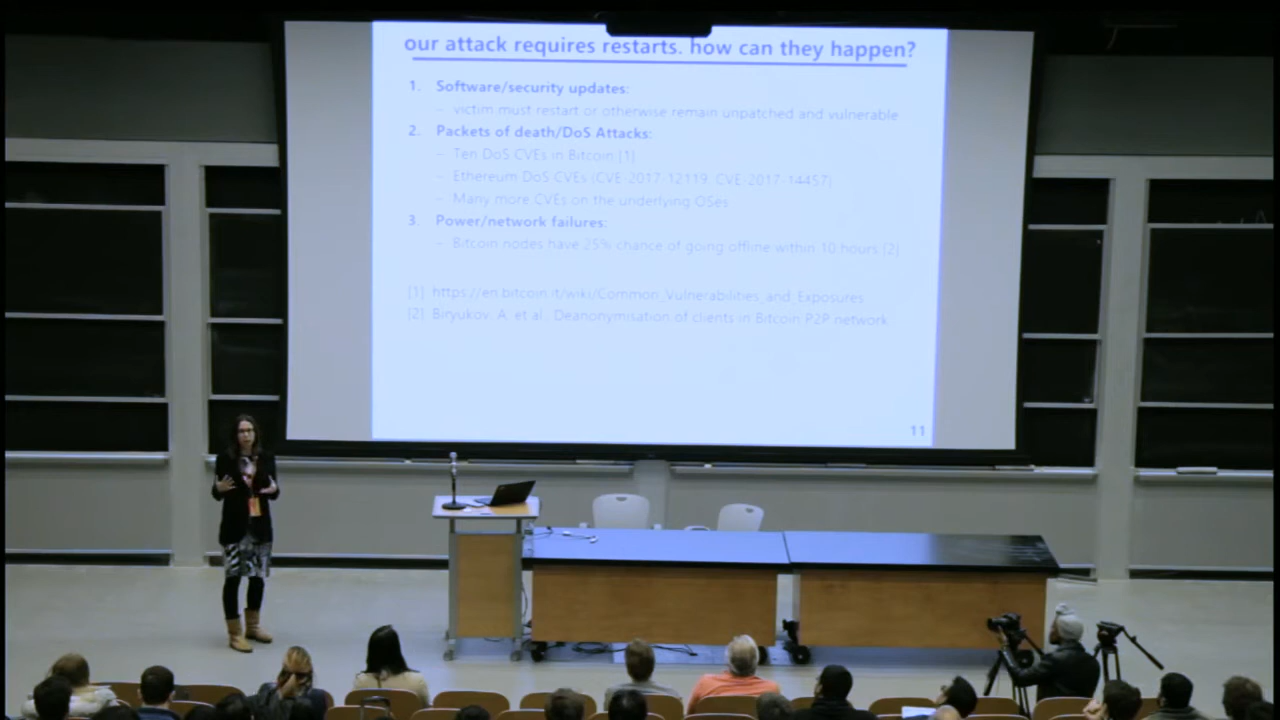 our attack requires restarts. how can they happen?
1. Software/security updates:
– victim must restart or otherwise remain unpatched and vulnerable
2. Packets of death/DoS Attacks:
– Ten DoS CVEs in Bitcoin [1]
– Ethereum DoS CVEs (CVE-2017-12119, CVE-2017-14457)
– Many more CVEs on the underlying OSes
3. Power/network failures:
– Bitcoin nodes have 25% chance of going offline within 10 hours [2]
[1] https://en.bitcoin.it/wiki/Common_Vulnerabilities_and_Exposures
[2] Biryukov, A. et al. Deanonymisation of clients in Bitcoin P2P network
11